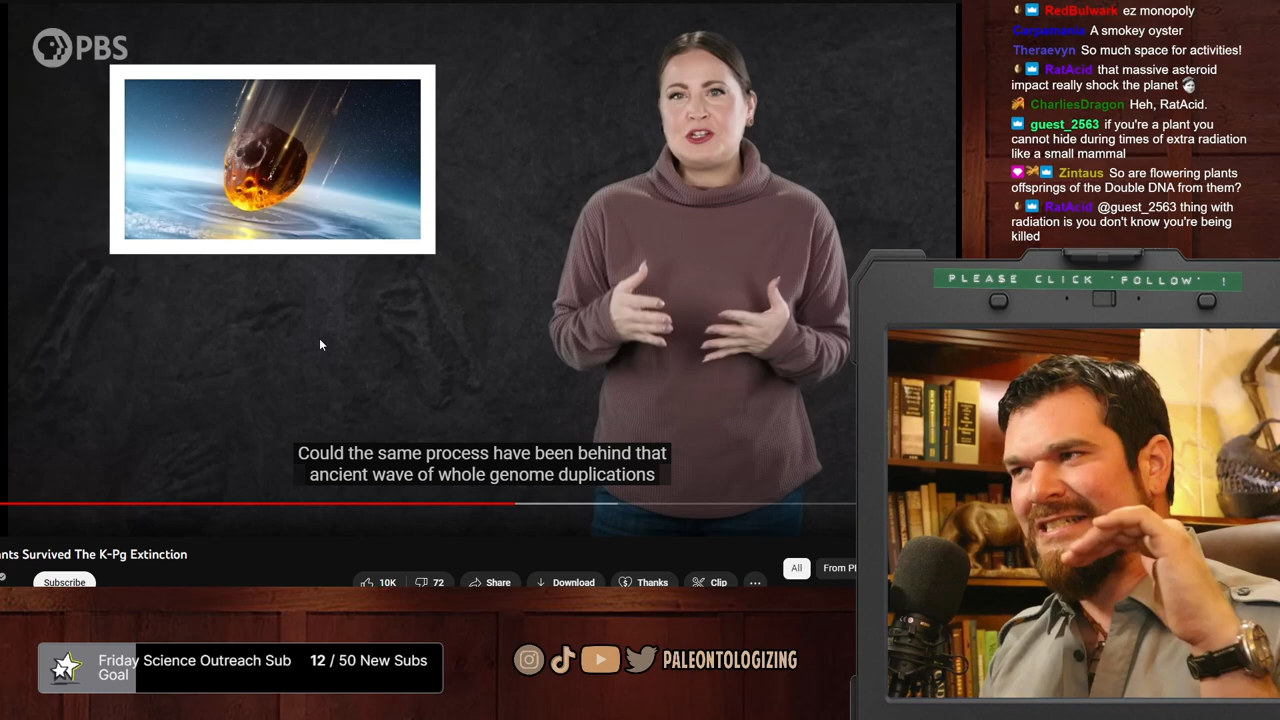 PBS
Could the same process have been behind that
ancient wave of whole genome duplications
nts Survived The K-Pg Extinction
Subscribe
10K
72
Share
Download
Thanks
Clip
...
All
From P
RedBulwark ez monopoly
A smokey oyster
Theraevyn So much space for activities!
RatAcid that massive asteroid
impact really shock the planet
CharliesDragon Heh, RatAcid.
guest_2563 if you're a plant you
cannot hide during times of extra radiation
like a small mammal
Zintaus So are flowering plants
offsprings of the Double DNA from them?
RatAcid @guest_2563 thing with
radiation is you don't know you're being
killed
PLEASE CLICK 'FOLLOW' !
Friday Science Outreach Sub
Goal
12 / 50 New Subs
PALEONTOLOGIZING